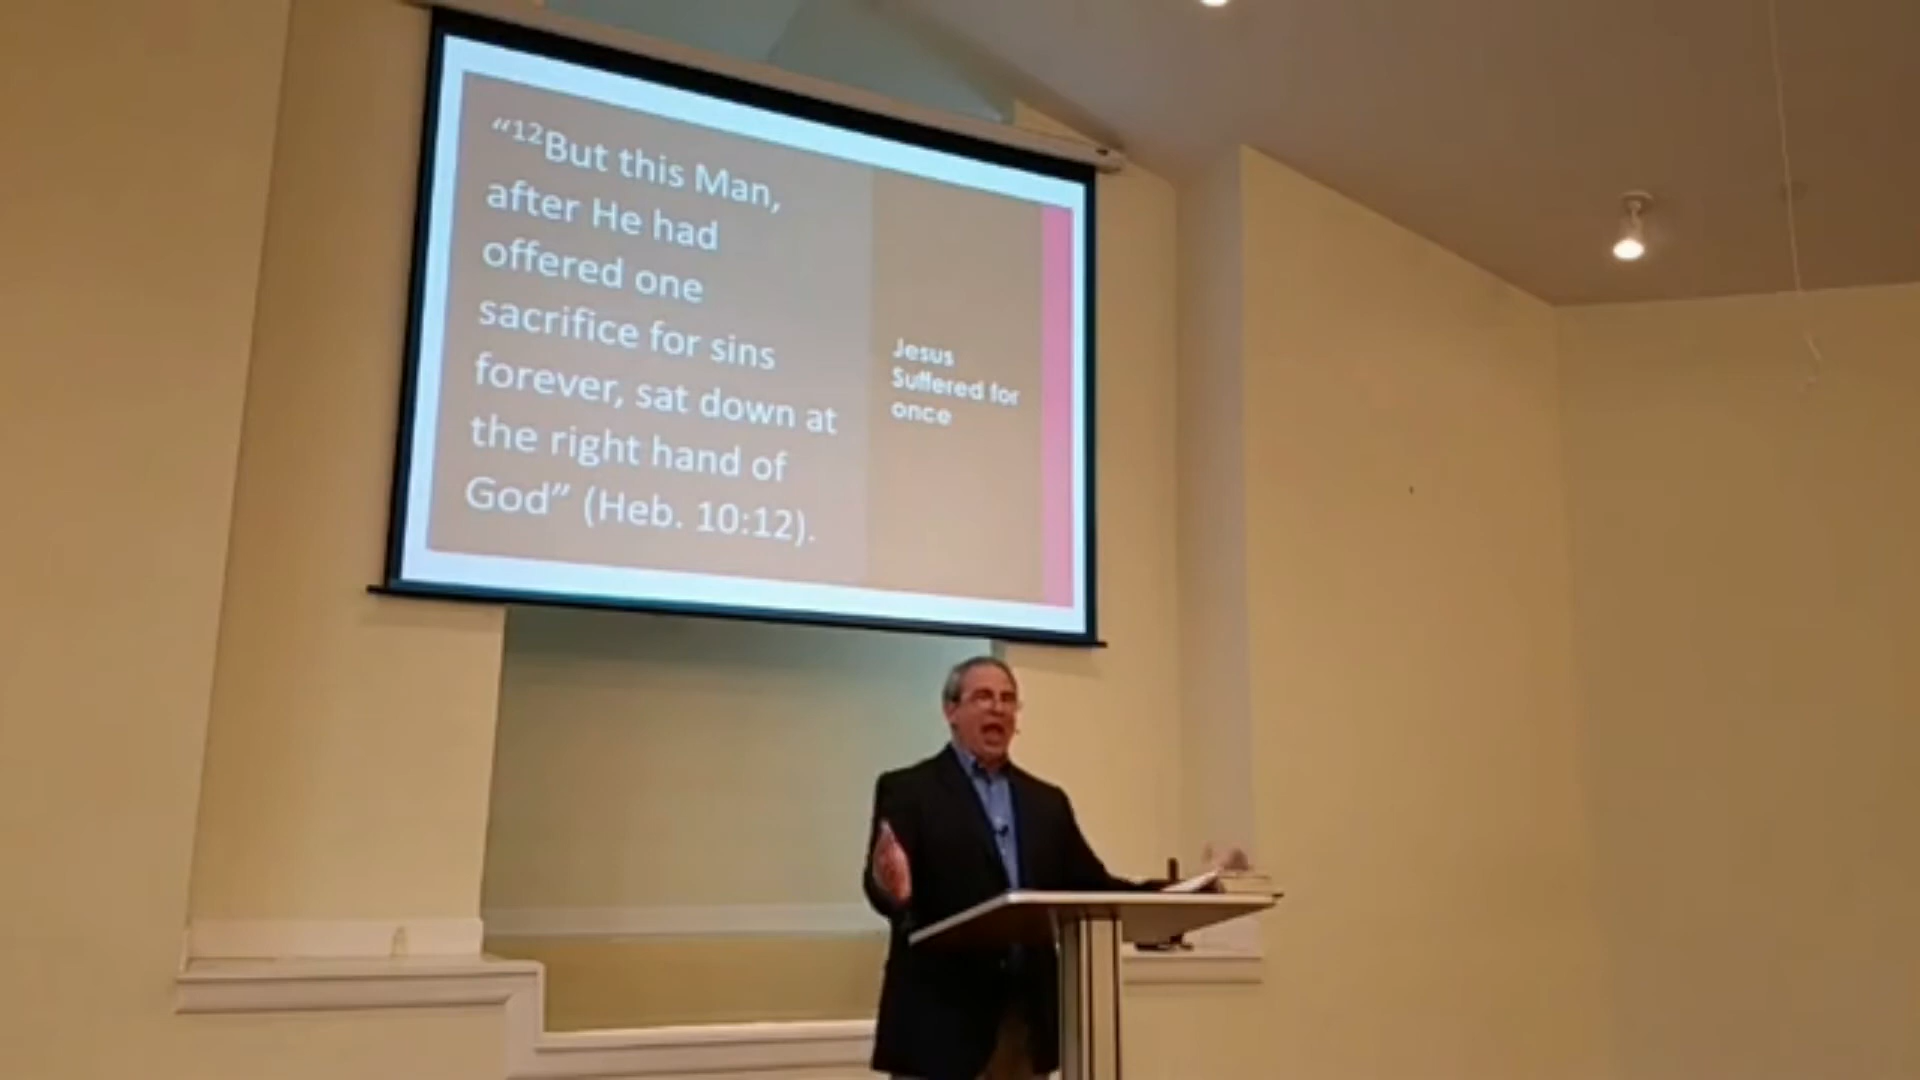 “¹²But this Man,
after He had
offered one
sacrifice for sins
forever, sat down at
the right hand of
God” (Heb. 10:12).
Jesus
Suffered for
once